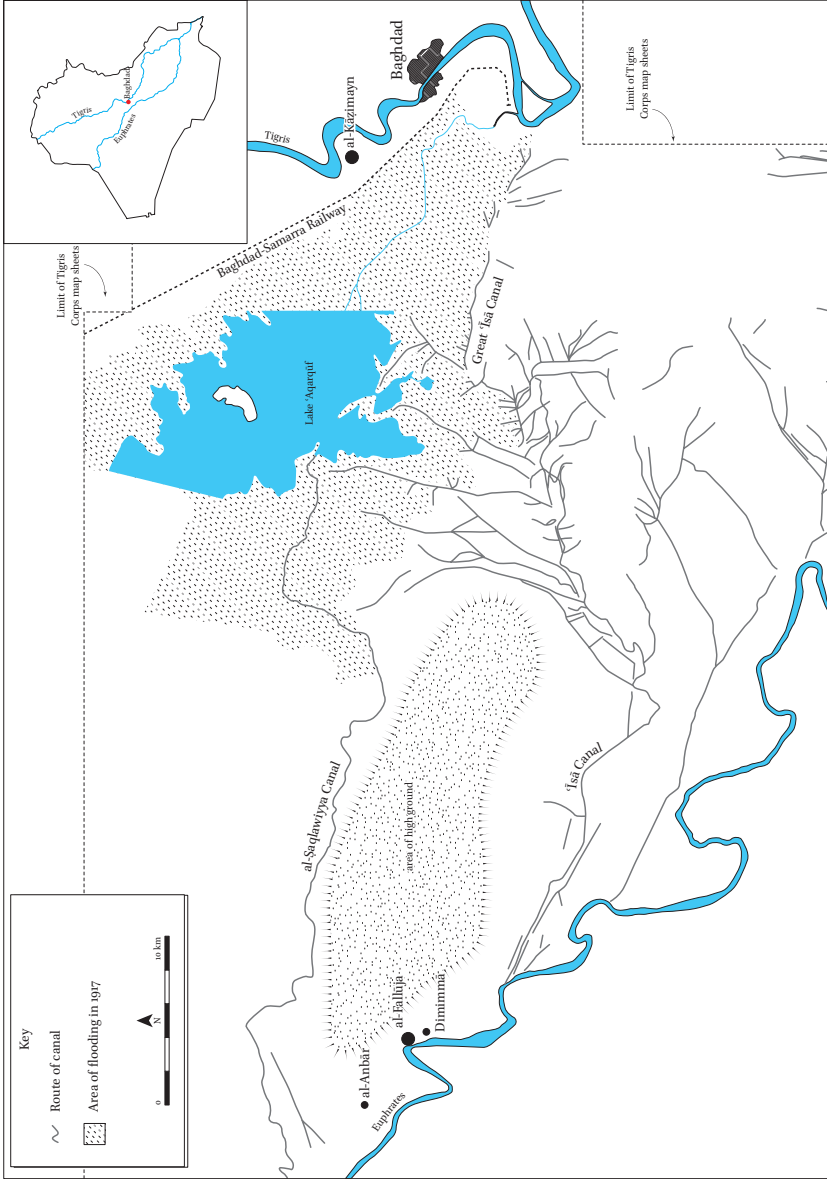 Key
Route of canal
Area of flooding in 1917
N
0
10 km
Tigris
Euphrates
Baghdad
Limit of Tigris
Corps map sheets
Limit of Tigris
Corps map sheets
Baghdad-Samarra Railway
Tigris
al-Kāẓimayn
Baghdad
Lake ʿAqarqūf
Great ʿĪsā Canal
al-Ṣaqlawiyya Canal
area of high ground
ʿĪsā Canal
al-Anbār
al-Fallūja
Dimimmā
Euphrates